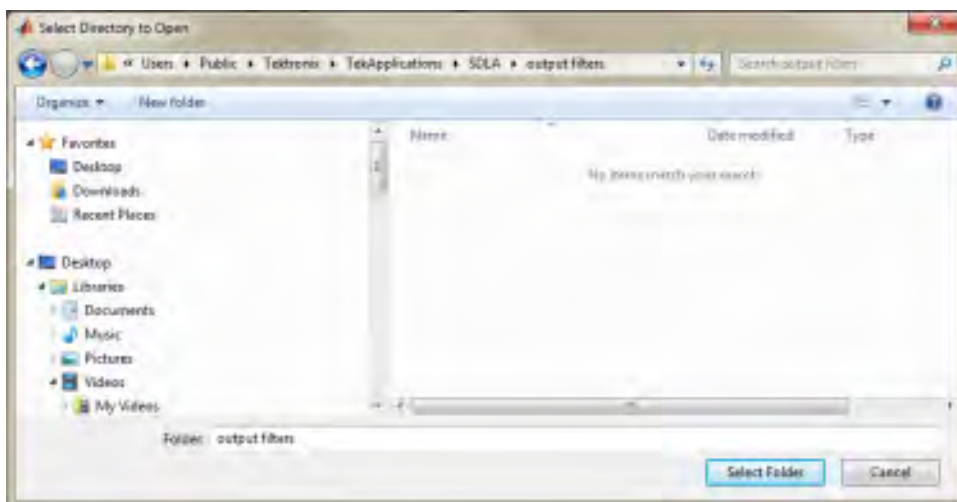 Select Directory to Open
« Users Public Tektronix TekApplications SDLA output filters
Search output filters
Organize New folder
Favorites
Desktop
Downloads
Recent Places
Desktop
Libraries
Documents
Music
Pictures
Videos
My Videos
Name Date modified Type
No items match your search.
Folder: output filters
Select Folder Cancel